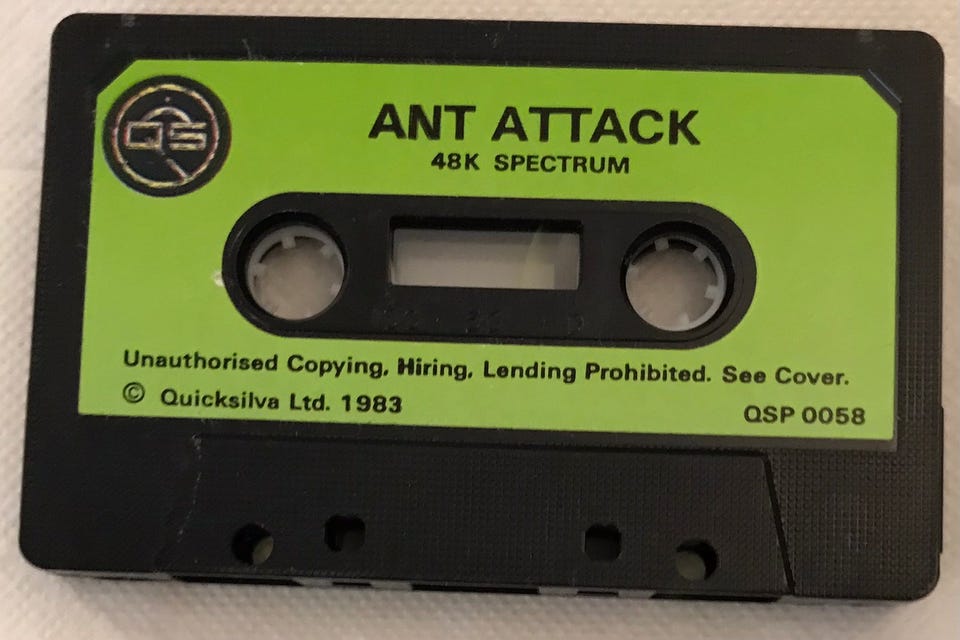 QS
ANT ATTACK
48K SPECTRUM
Unauthorised Copying, Hiring, Lending Prohibited. See Cover.
© Quicksilva Ltd. 1983
QSP 0058